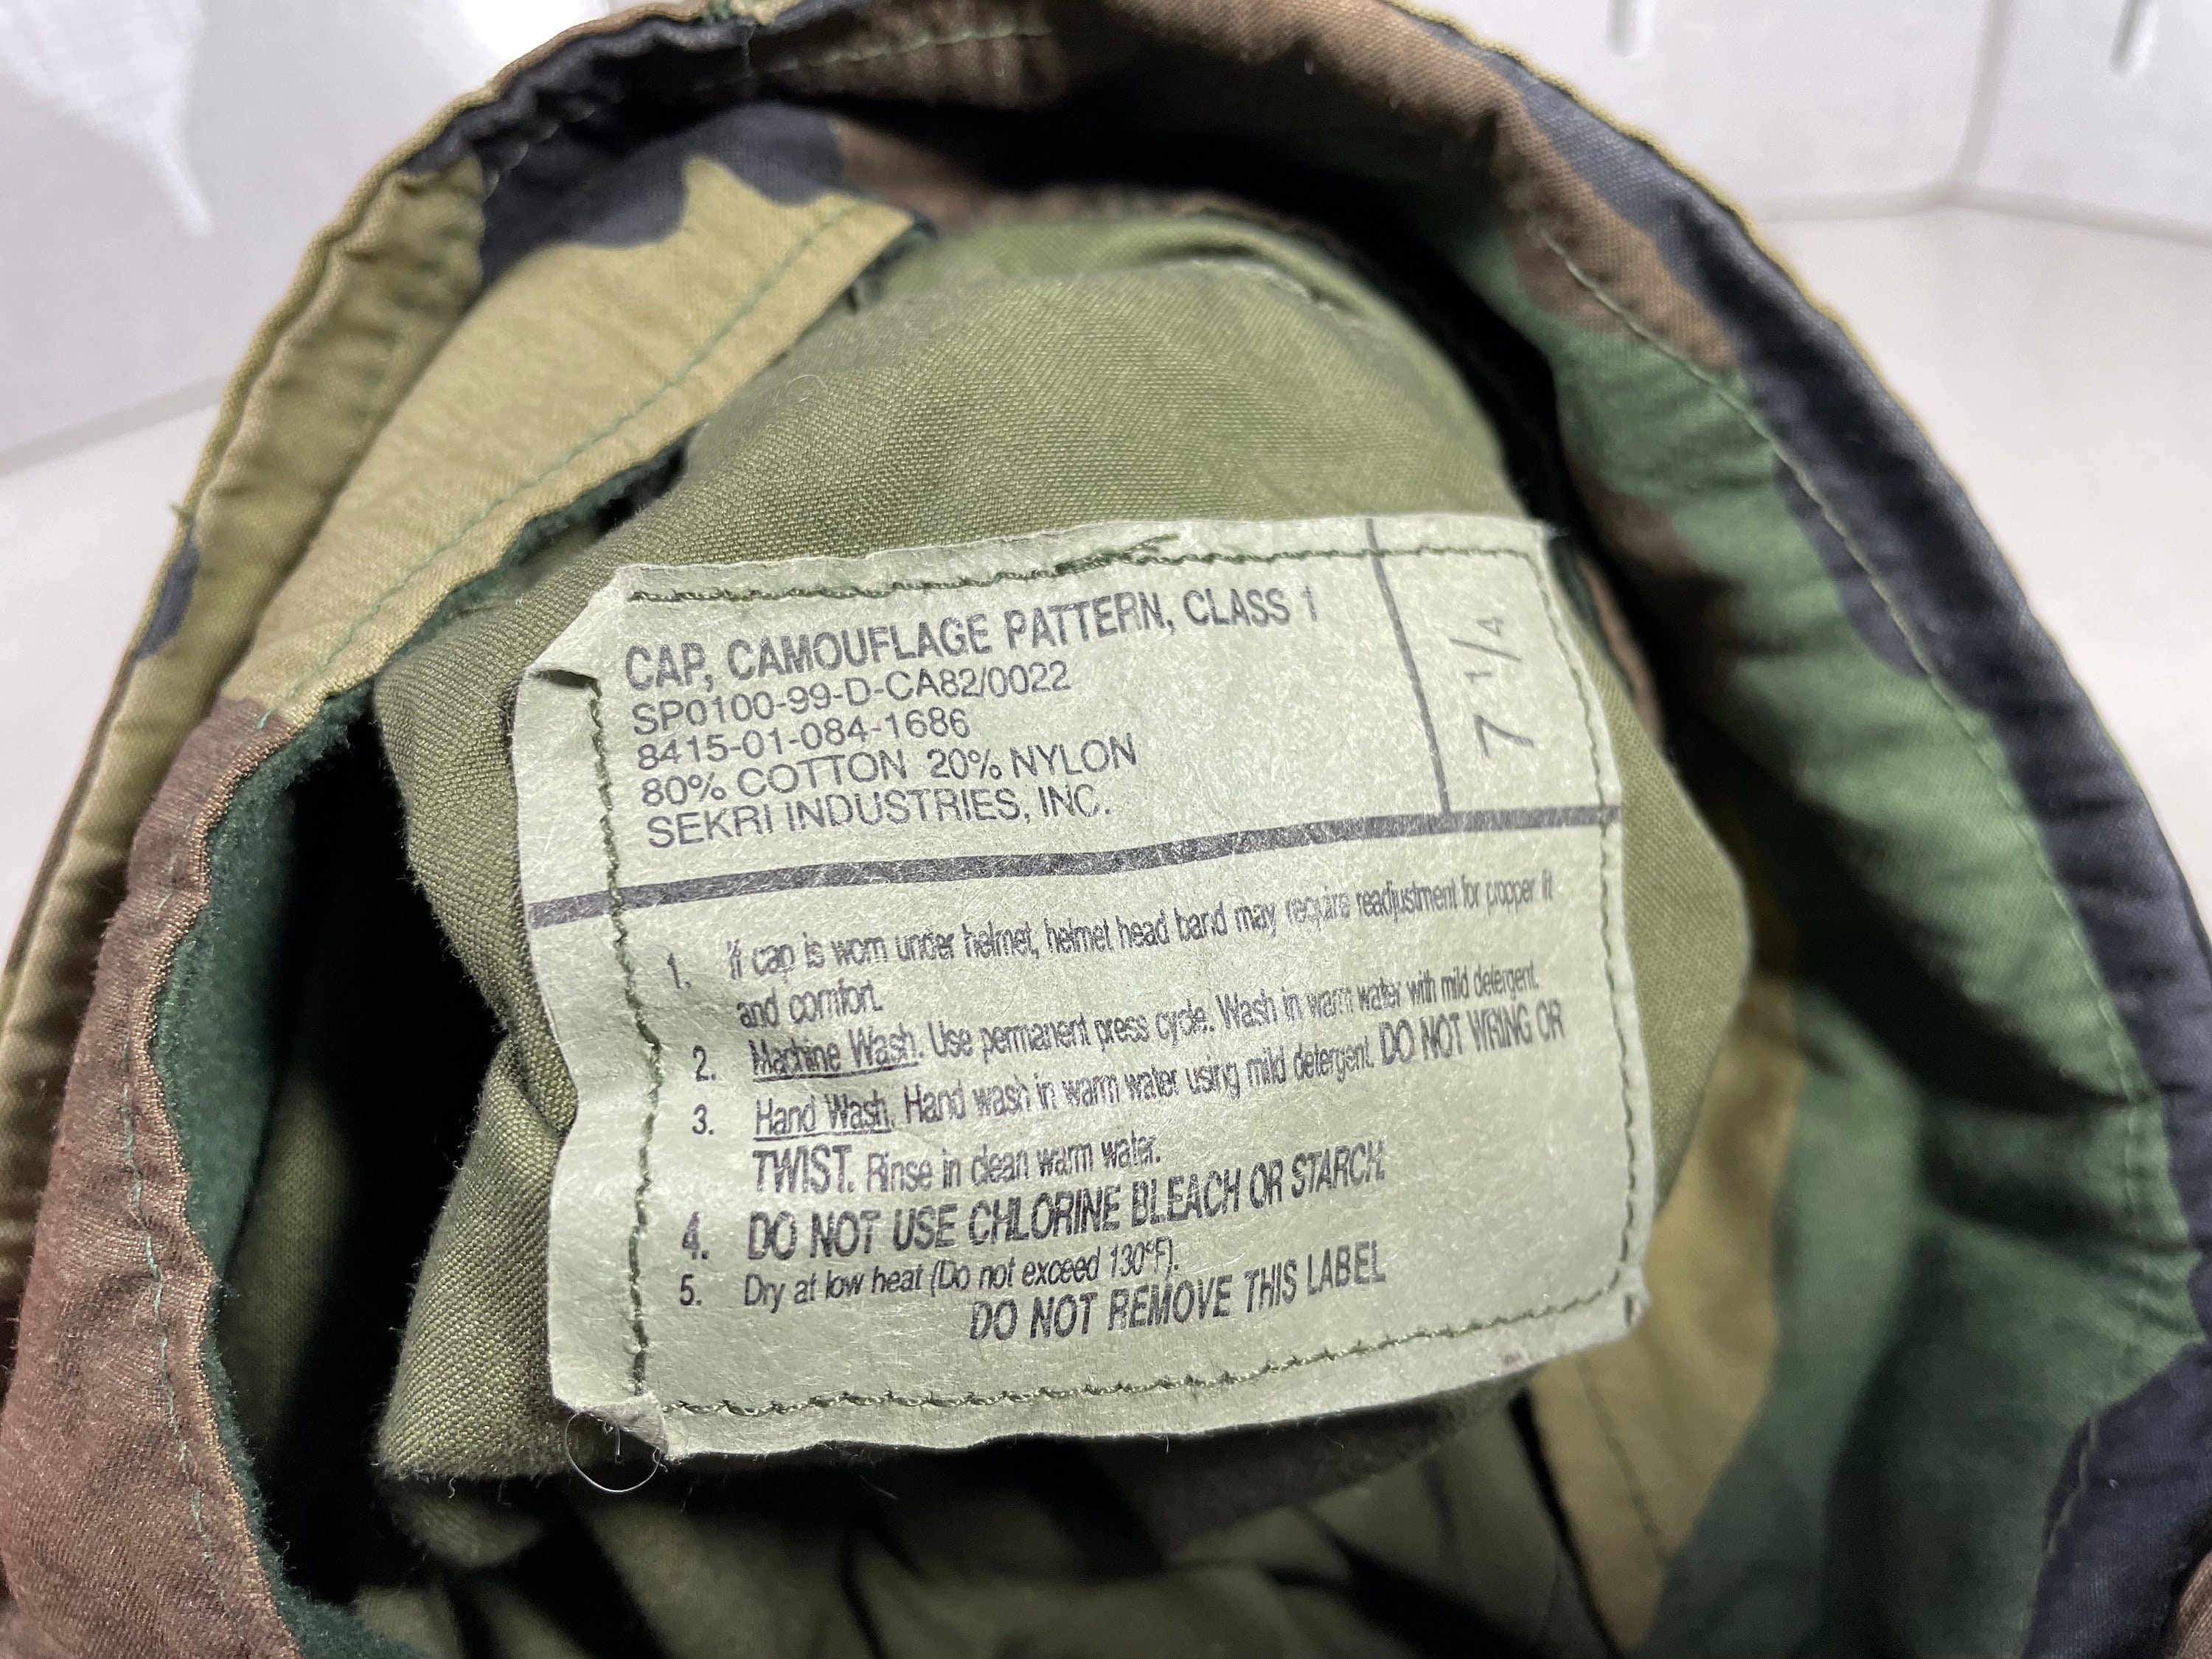 CAP, CAMOUFLAGE PATTERN, CLASS 1
SP0100-99-D-CA82/0022
8415-01-084-1686
80% COTTON 20% NYLON
SEKRI INDUSTRIES, INC.
7 1/4
1. If cap is worn under helmet, helmet head band may require readjustment for propper fit
and comfort.
2. Machine Wash. Use permanent press cycle. Wash in warm water with mild detergent.
3. Hand Wash. Hand wash in warm water using mild detergent. DO NOT WRING OR
TWIST. Rinse in clean warm water.
4. DO NOT USE CHLORINE BLEACH OR STARCH.
5. Dry at low heat (Do not exceed 130°F).
DO NOT REMOVE THIS LABEL